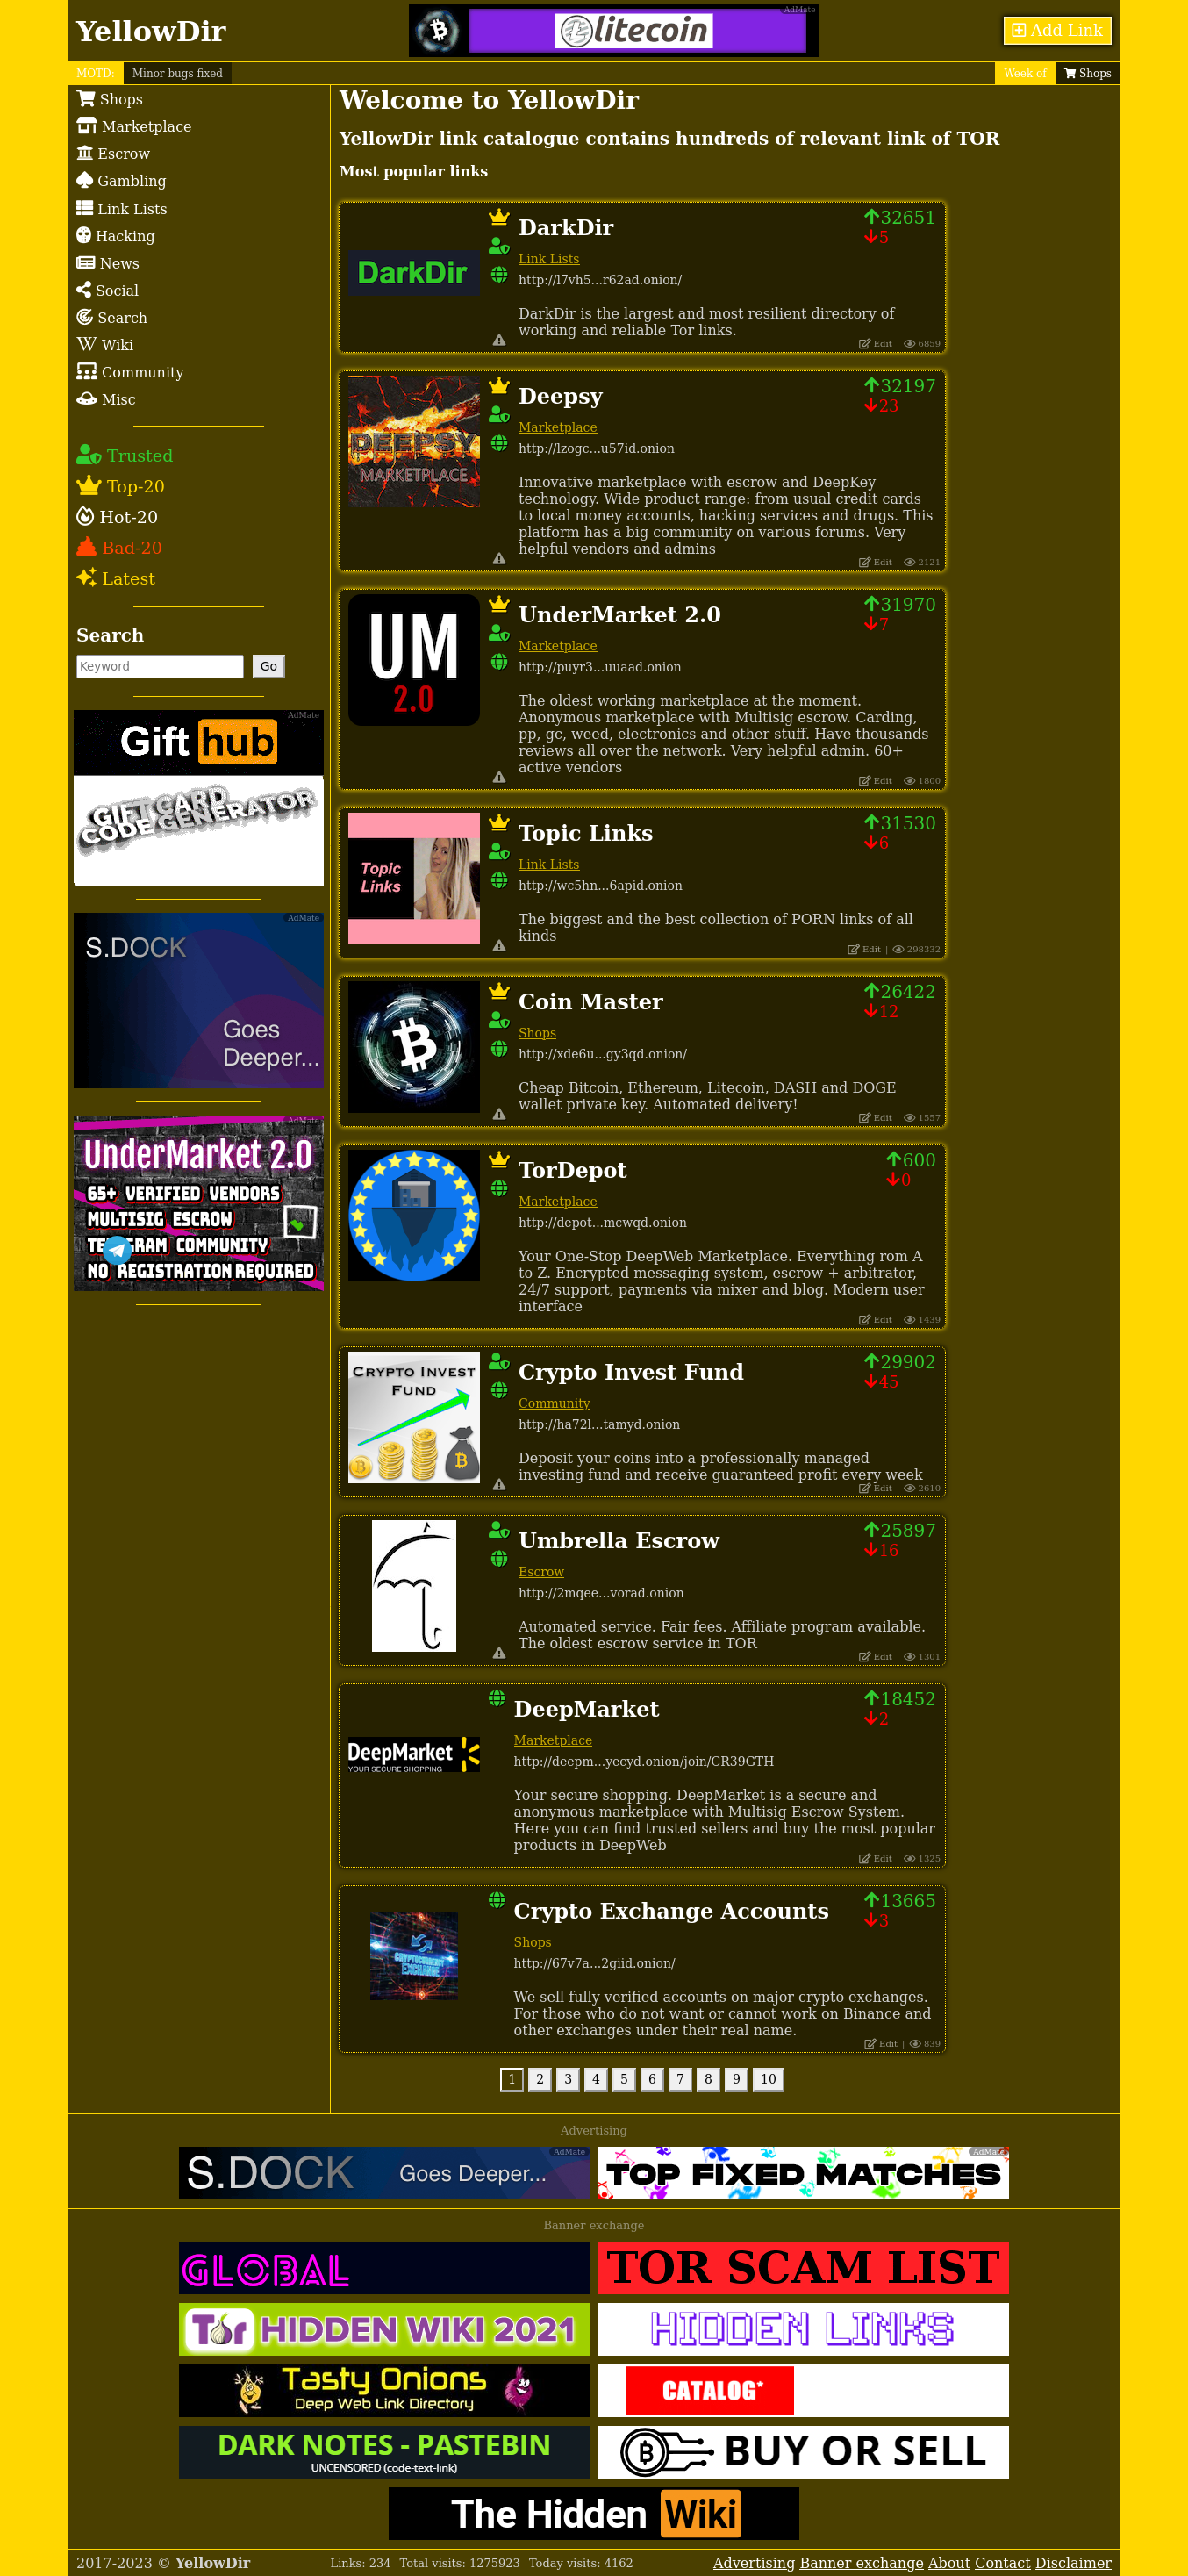 YellowDir
litecoin
AdMate
Add Link
MOTD:
Minor bugs fixed
Week of
Shops
Shops
Marketplace
Escrow
Gambling
Link Lists
Hacking
News
Social
Search
Wiki
Community
Misc
Trusted
Top-20
Hot-20
Bad-20
Latest
Search
Keyword
Go
AdMate
Gift hub
GIFT CARD
CODE GENERATOR
AdMate
S.DOCK
Goes
Deeper...
AdMate
UnderMarket 2.0
65+ VERIFIED VENDORS
MULTISIG ESCROW
TELEGRAM COMMUNITY
NO REGISTRATION REQUIRED
Welcome to YellowDir
YellowDir link catalogue contains hundreds of relevant link of TOR
Most popular links
DarkDir
DarkDir
32651
5
Link Lists
http://l7vh5...r62ad.onion/
DarkDir is the largest and most resilient directory of
working and reliable Tor links.
Edit | 6859
DEEPSY
MARKETPLACE
Deepsy
32197
23
Marketplace
http://lzogc...u57id.onion
Innovative marketplace with escrow and DeepKey
technology. Wide product range: from usual credit cards
to local money accounts, hacking services and drugs. This
platform has a big community on various forums. Very
helpful vendors and admins
Edit | 2121
UM
2.0
UnderMarket 2.0
31970
7
Marketplace
http://puyr3...uuaad.onion
The oldest working marketplace at the moment.
Anonymous marketplace with Multisig escrow. Carding,
pp, gc, weed, electronics and other stuff. Have thousands
reviews all over the network. Very helpful admin. 60+
active vendors
Edit | 1800
Topic
Links
Topic Links
31530
6
Link Lists
http://wc5hn...6apid.onion
The biggest and the best collection of PORN links of all
kinds
Edit | 298332
Coin Master
26422
12
Shops
http://xde6u...gy3qd.onion/
Cheap Bitcoin, Ethereum, Litecoin, DASH and DOGE
wallet private key. Automated delivery!
Edit | 1557
TorDepot
600
0
Marketplace
http://depot...mcwqd.onion
Your One-Stop DeepWeb Marketplace. Everything rom A
to Z. Encrypted messaging system, escrow + arbitrator,
24/7 support, payments via mixer and blog. Modern user
interface
Edit | 1439
CRYPTO INVEST
FUND
Crypto Invest Fund
29902
45
Community
http://ha72l...tamyd.onion
Deposit your coins into a professionally managed
investing fund and receive guaranteed profit every week
Edit | 2610
Umbrella Escrow
25897
16
Escrow
http://2mqee...vorad.onion
Automated service. Fair fees. Affiliate program available.
The oldest escrow service in TOR
Edit | 1301
DeepMarket
YOUR SECURE SHOPPING
DeepMarket
18452
2
Marketplace
http://deepm...yecyd.onion/join/CR39GTH
Your secure shopping. DeepMarket is a secure and
anonymous marketplace with Multisig Escrow System.
Here you can find trusted sellers and buy the most popular
products in DeepWeb
Edit | 1325
CRYPTOCURRENCY
EXCHANGE
Crypto Exchange Accounts
13665
3
Shops
http://67v7a...2giid.onion/
We sell fully verified accounts on major crypto exchanges.
For those who do not want or cannot work on Binance and
other exchanges under their real name.
Edit | 839
1 2 3 4 5 6 7 8 9 10
Advertising
S.DOCK Goes Deeper...
AdMate
TOP FIXED MATCHES
AdMate
Banner exchange
GLOBAL
TOR SCAM LIST
Tor HIDDEN WIKI 2021
HIDDEN LINKS
Tasty Onions
Deep Web Link Directory
CATALOG*
DARK NOTES - PASTEBIN
UNCENSORED (code-text-link)
BUY OR SELL
The Hidden Wiki
2017-2023 © YellowDir
Links: 234 Total visits: 1275923 Today visits: 4162
Advertising Banner exchange About Contact Disclaimer